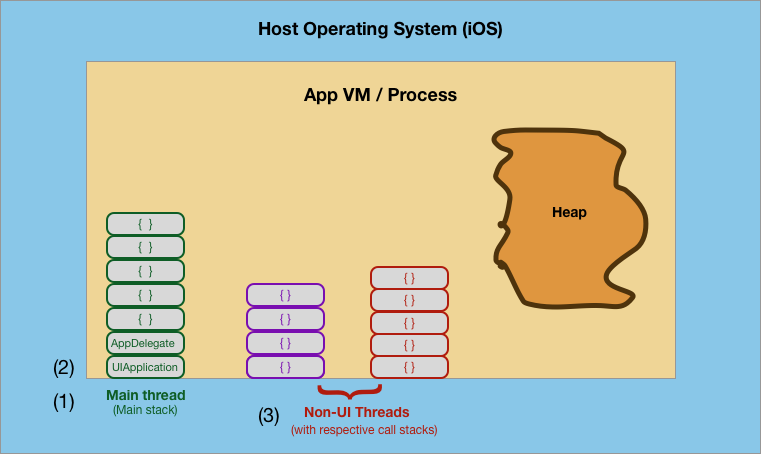 Host Operating System (iOS)
App VM / Process
Heap
{ }
{ }
{ }
{ }
{ }
AppDelegate
UIApplication
{ }
{ }
{ }
{ }
{ }
{ }
{ }
{ }
{ }
(2)
(1)
Main thread
(Main stack)
(3)
Non-UI Threads
(with respective call stacks)